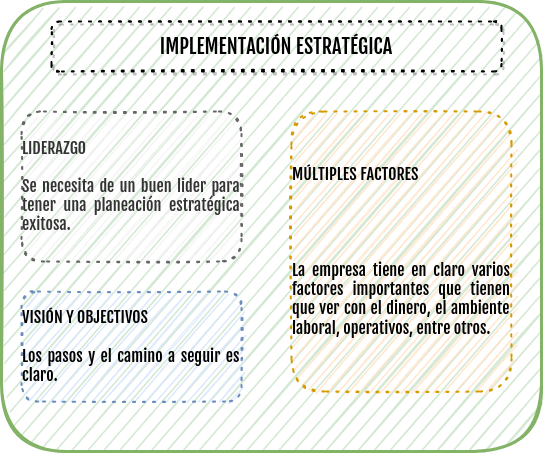 IMPLEMENTACIÓN ESTRATÉGICA
LIDERAZGO
Se necesita de un buen lider para
tener una planeación estratégica
exitosa.
VISIÓN Y OBJECTIVOS
Los pasos y el camino a seguir es
claro.
MÚLTIPLES FACTORES
La empresa tiene en claro varios
factores importantes que tienen
que ver con el dinero, el ambiente
laboral, operativos, entre otros.